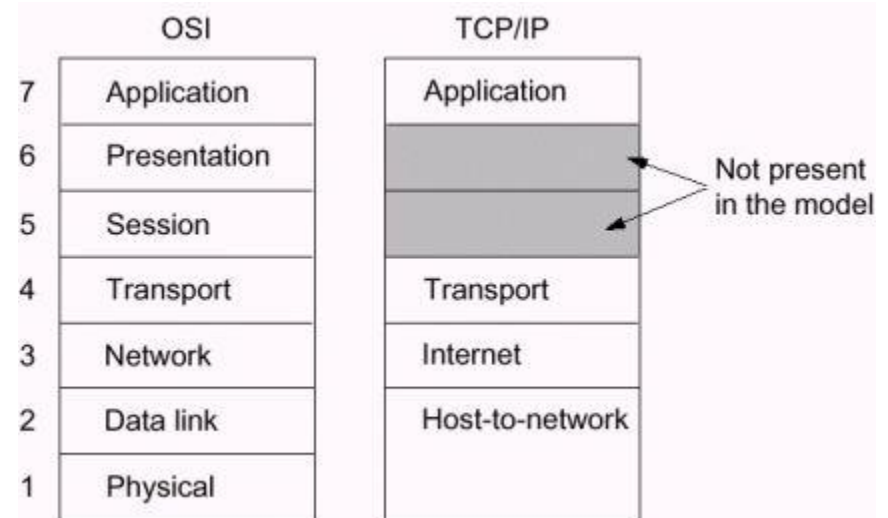 OSI TCP/IP
7 Application Application
6 Presentation
Not present
in the model
5 Session
4 Transport Transport
3 Network Internet
2 Data link Host-to-network
1 Physical